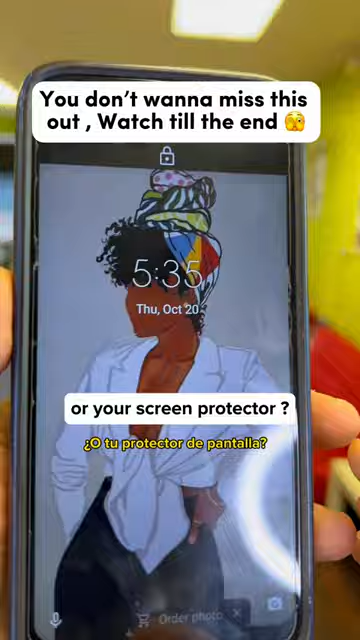 You don't wanna miss this
out , Watch till the end 🫣
5:35
Thu, Oct 20
or your screen protector ?
¿O tu protector de pantalla?
Order photo